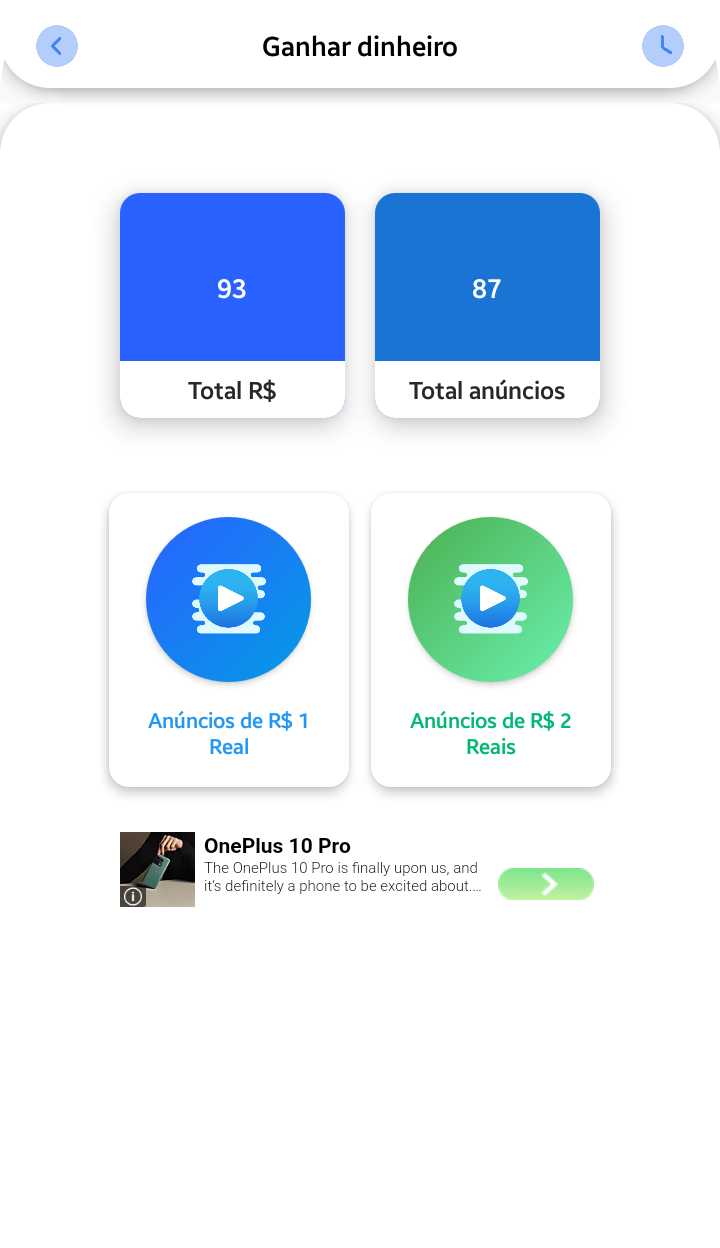 Ganhar dinheiro
93
87
Total R$
Total anúncios
Anúncios de R$ 1
Real
Anúncios de R$ 2
Reais
OnePlus 10 Pro
The OnePlus 10 Pro is finally upon us, and
it's definitely a phone to be excited about....